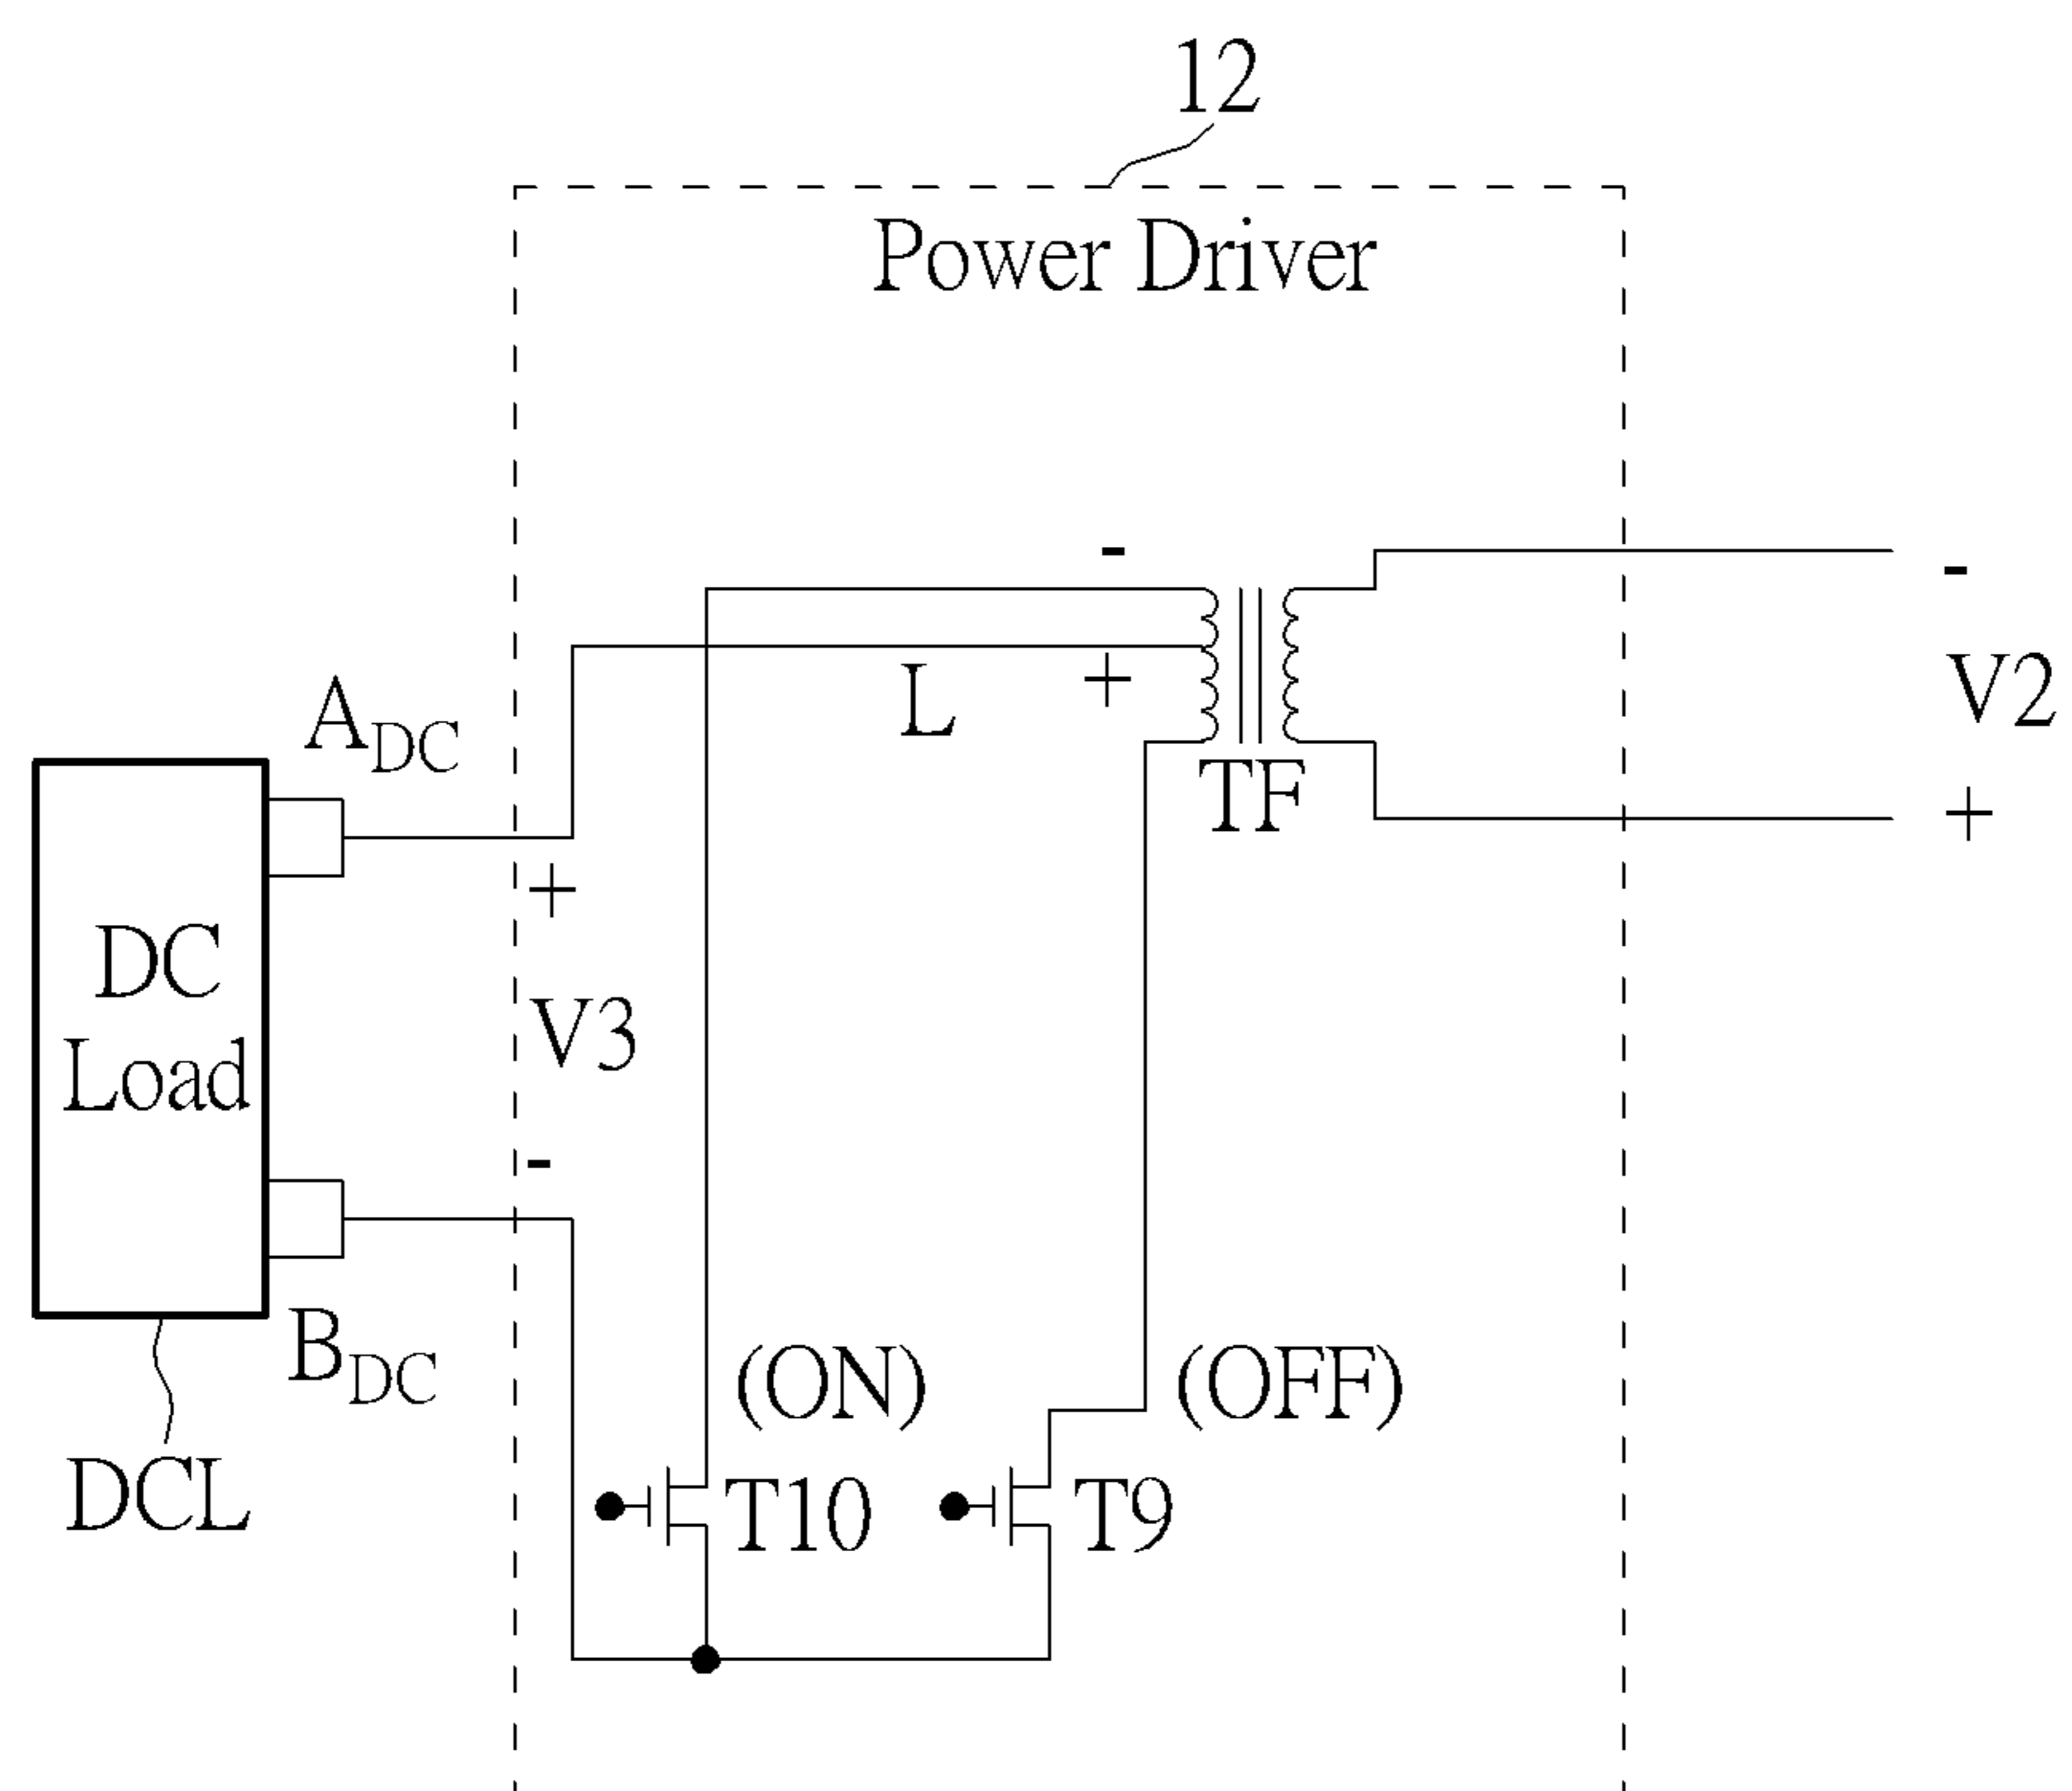 12
Power Driver
-
-
+
L
V2
A_DC
TF
+
+
DC
Load
V3
-
B_DC
(ON)
(OFF)
DCL
T10
T9